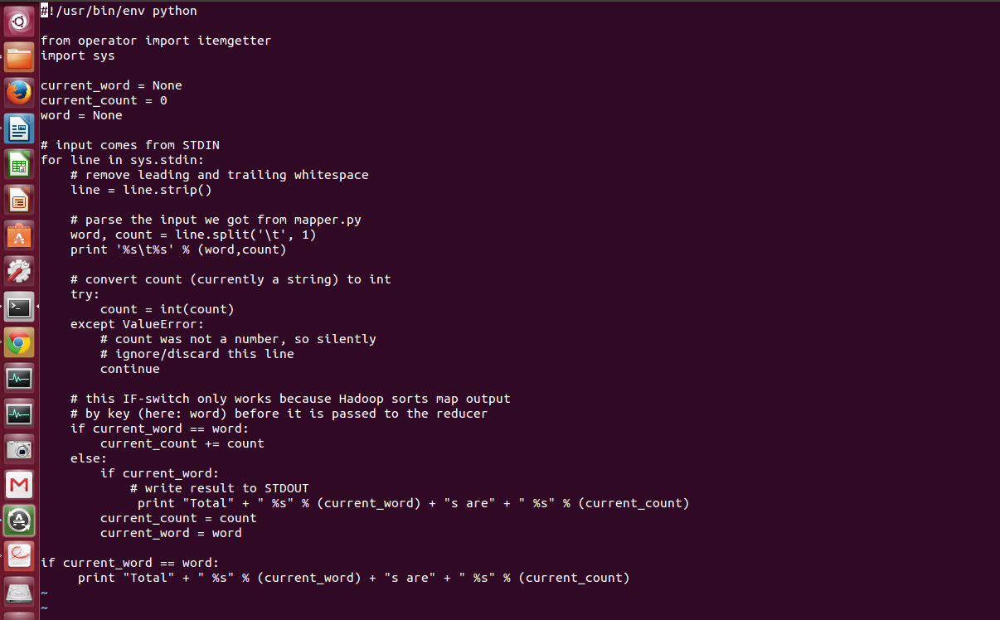 #!/usr/bin/env python

from operator import itemgetter
import sys

current_word = None
current_count = 0
word = None

# input comes from STDIN
for line in sys.stdin:
    # remove leading and trailing whitespace
    line = line.strip()

    # parse the input we got from mapper.py
    word, count = line.split('\t', 1)
    print '%s\t%s' % (word,count)

    # convert count (currently a string) to int
    try:
        count = int(count)
    except ValueError:
        # count was not a number, so silently
        # ignore/discard this line
        continue

    # this IF-switch only works because Hadoop sorts map output
    # by key (here: word) before it is passed to the reducer
    if current_word == word:
        current_count += count
    else:
        if current_word:
            # write result to STDOUT
             print "Total" + " %s" % (current_word) + "s are" + " %s" % (current_count)
        current_count = count
        current_word = word

if current_word == word:
     print "Total" + " %s" % (current_word) + "s are" + " %s" % (current_count)
~
~